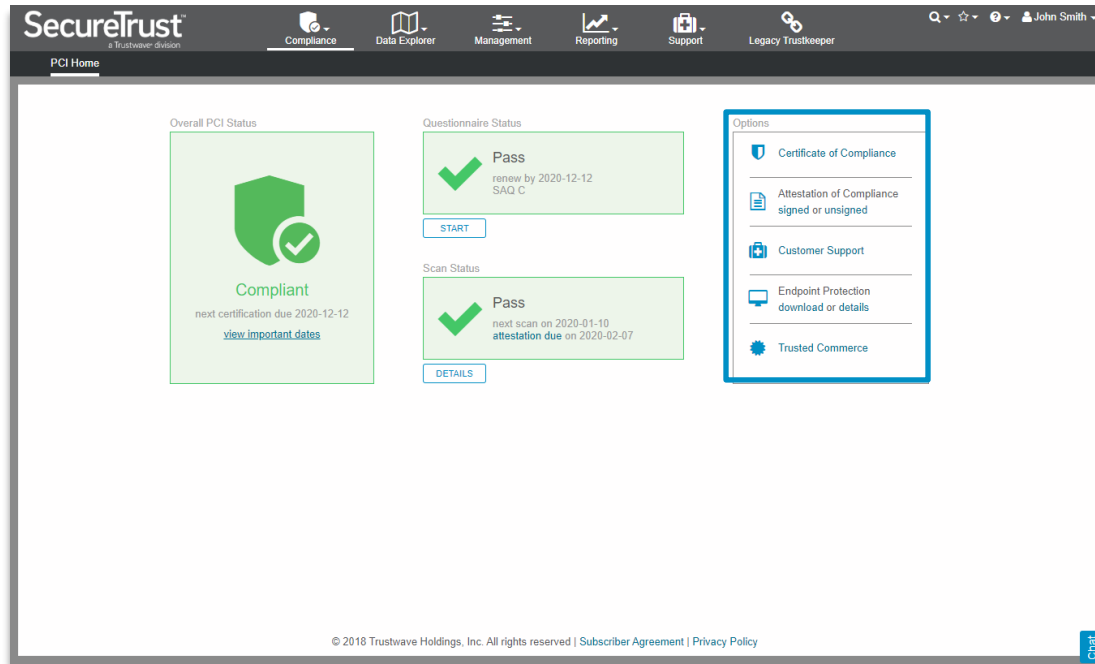 SecureTrust™
a Trustwave® division
Compliance
Data Explorer
Management
Reporting
Support
Legacy Trustkeeper
John Smith
PCI Home
Overall PCI Status
Compliant
next certification due 2020-12-12
view important dates
Questionnaire Status
Pass
renew by 2020-12-12
SAQ C
START
Scan Status
Pass
next scan on 2020-01-10
attestation due on 2020-02-07
DETAILS
Options
Certificate of Compliance
Attestation of Compliance
signed or unsigned
Customer Support
Endpoint Protection
download or details
Trusted Commerce
© 2018 Trustwave Holdings, Inc. All rights reserved | Subscriber Agreement | Privacy Policy
Chat